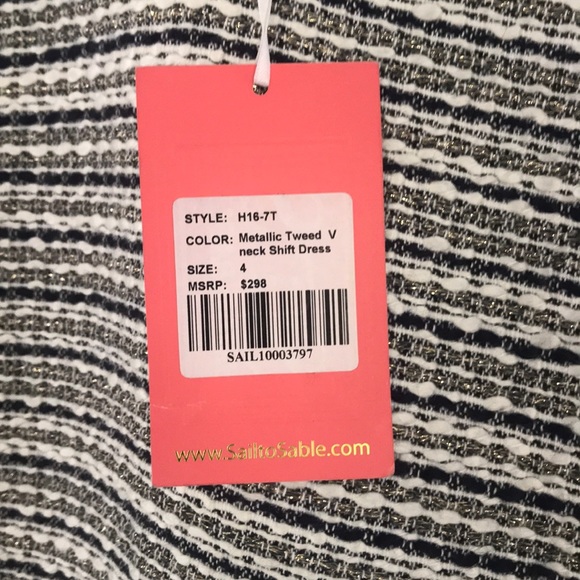 STYLE: H16-7T
COLOR: Metallic Tweed V
neck Shift Dress
SIZE: 4
MSRP: $298
SAIL10003797
www.SailtoSable.com